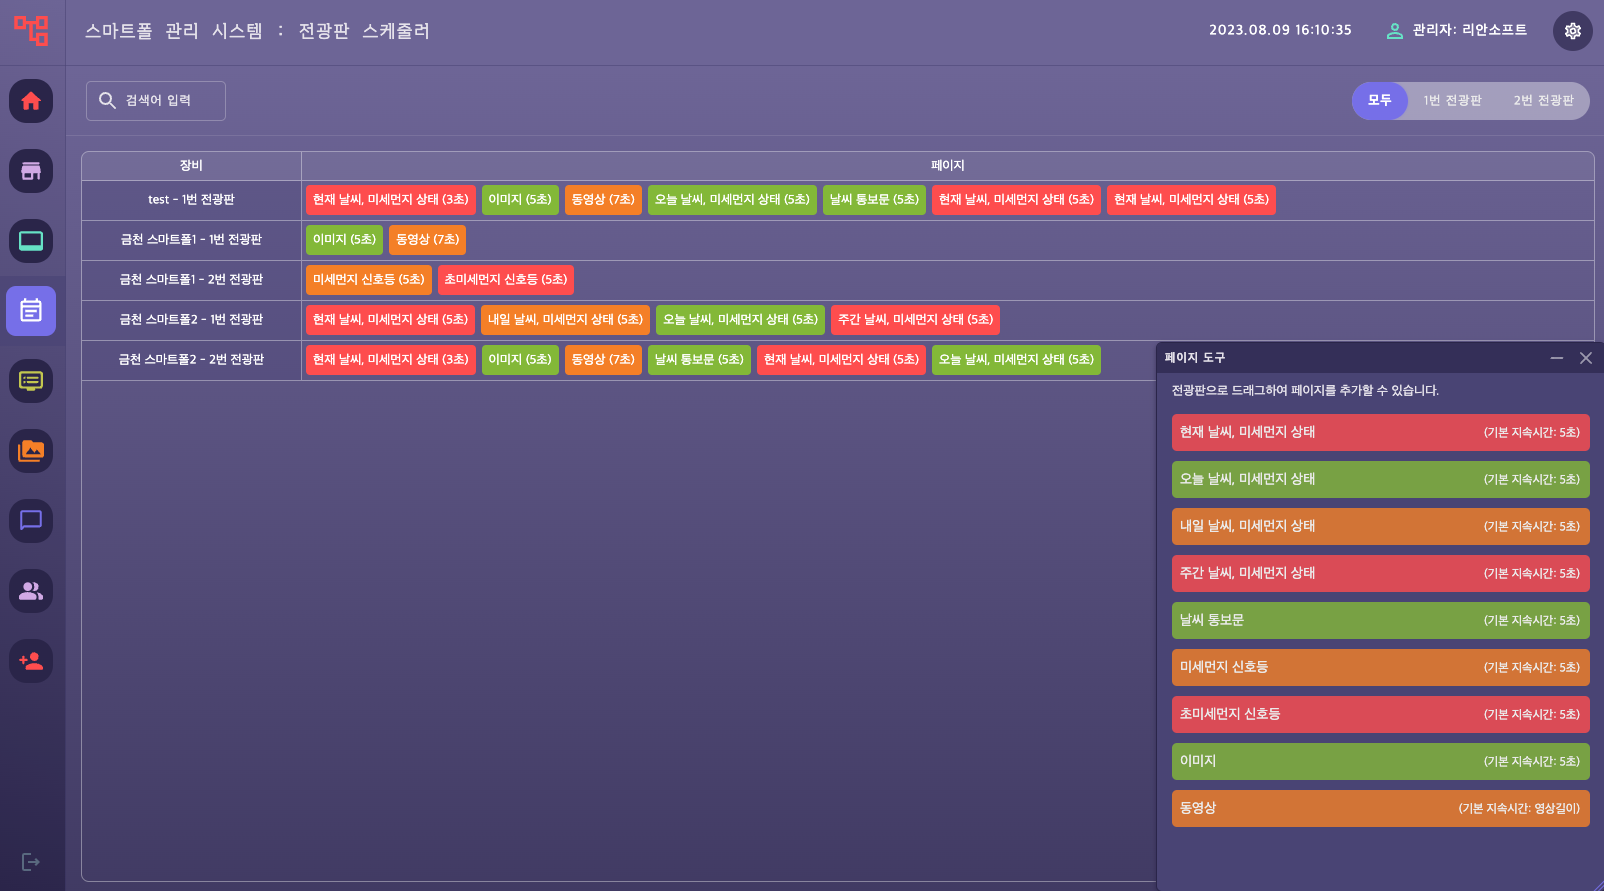 스마트폴 관리 시스템 : 전광판 스케줄러
2023.08.09 16:10:35
관리자: 리안소프트
검색어 입력
모두 1번 전광판 2번 전광판
장비 페이지
test - 1번 전광판 현재 날씨, 미세먼지 상태 (3초) 이미지 (5초) 동영상 (7초) 오늘 날씨, 미세먼지 상태 (5초) 날씨 통보문 (5초) 현재 날씨, 미세먼지 상태 (5초) 현재 날씨, 미세먼지 상태 (5초)
금천 스마트폴1 - 1번 전광판 이미지 (5초) 동영상 (7초)
금천 스마트폴1 - 2번 전광판 미세먼지 신호등 (5초) 초미세먼지 신호등 (5초)
금천 스마트폴2 - 1번 전광판 현재 날씨, 미세먼지 상태 (5초) 내일 날씨, 미세먼지 상태 (5초) 오늘 날씨, 미세먼지 상태 (5초) 주간 날씨, 미세먼지 상태 (5초)
금천 스마트폴2 - 2번 전광판 현재 날씨, 미세먼지 상태 (3초) 이미지 (5초) 동영상 (7초) 날씨 통보문 (5초) 현재 날씨, 미세먼지 상태 (5초) 오늘 날씨, 미세먼지 상태 (5초)
페이지 도구
전광판으로 드래그하여 페이지를 추가할 수 있습니다.
현재 날씨, 미세먼지 상태 (기본 지속시간: 5초)
오늘 날씨, 미세먼지 상태 (기본 지속시간: 5초)
내일 날씨, 미세먼지 상태 (기본 지속시간: 5초)
주간 날씨, 미세먼지 상태 (기본 지속시간: 5초)
날씨 통보문 (기본 지속시간: 5초)
미세먼지 신호등 (기본 지속시간: 5초)
초미세먼지 신호등 (기본 지속시간: 5초)
이미지 (기본 지속시간: 5초)
동영상 (기본 지속시간: 영상길이)